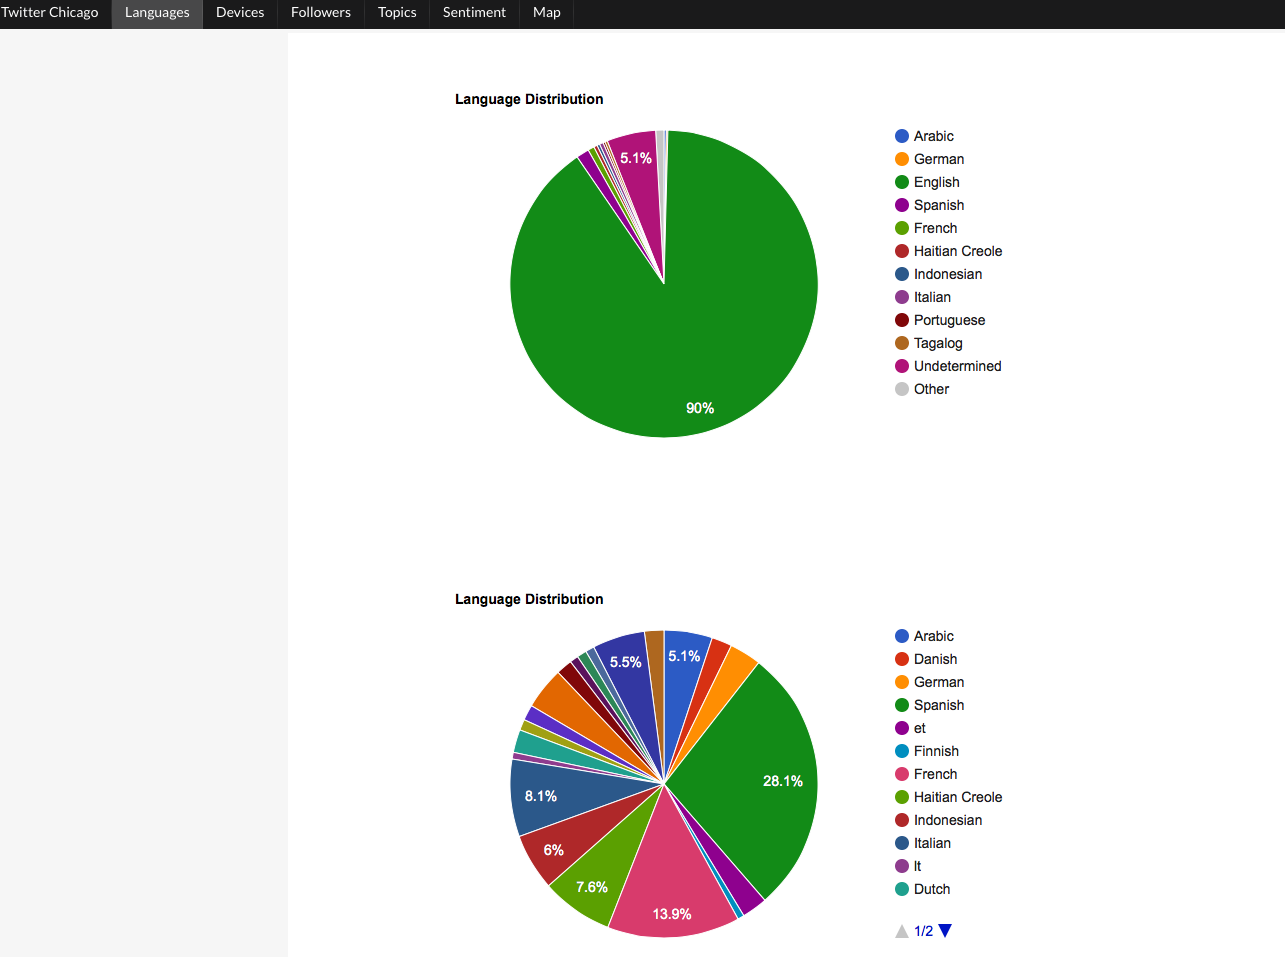 Twitter Chicago Languages Devices Followers Topics Sentiment Map
Language Distribution
5.1%
90%
Arabic
German
English
Spanish
French
Haitian Creole
Indonesian
Italian
Portuguese
Tagalog
Undetermined
Other
Language Distribution
5.5%
5.1%
28.1%
8.1%
6%
7.6%
13.9%
Arabic
Danish
German
Spanish
et
Finnish
French
Haitian Creole
Indonesian
Italian
lt
Dutch
1/2